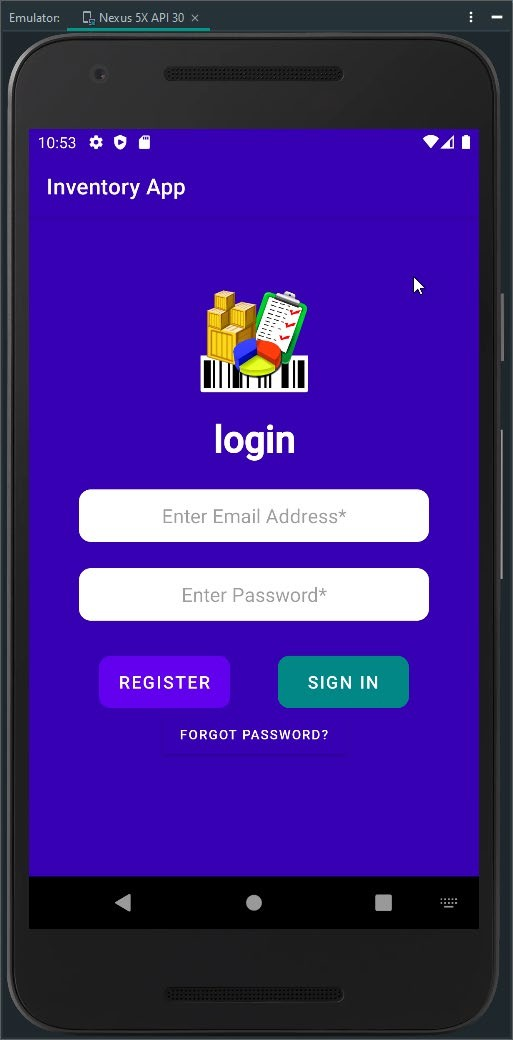 Emulator: Nexus 5X API 30
10:53
Inventory App
login
Enter Email Address*
Enter Password*
REGISTER SIGN IN
FORGOT PASSWORD?